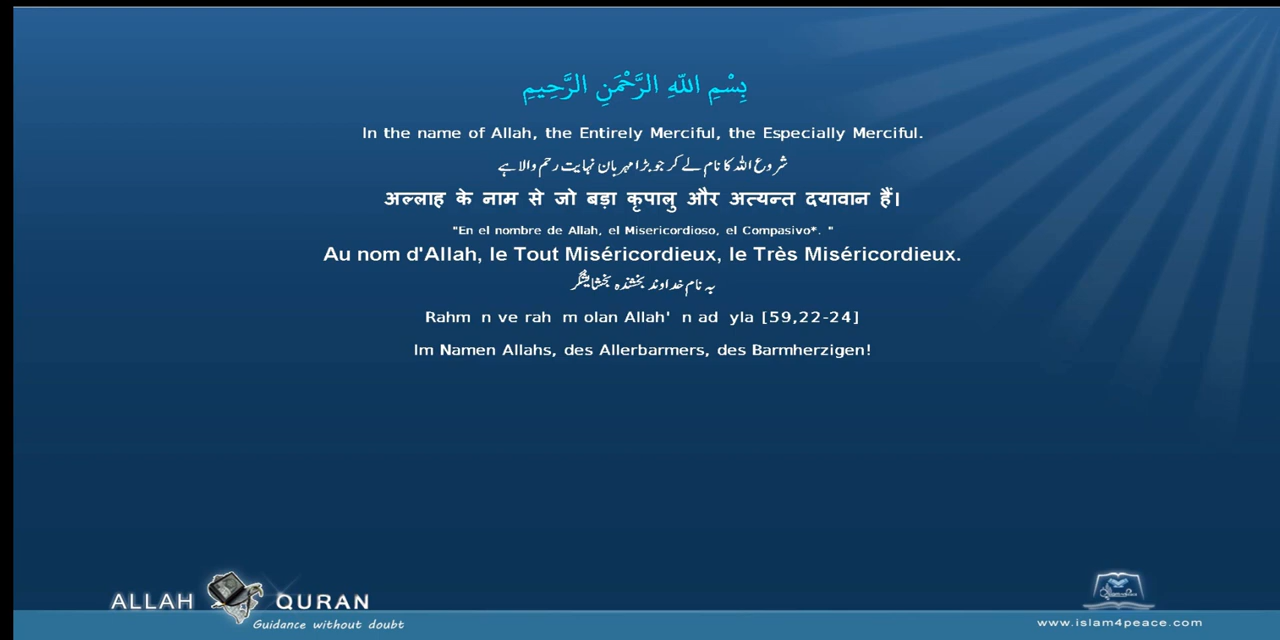 بِسْمِ اللّهِ الرَّحْمَنِ الرَّحِيمِ
In the name of Allah, the Entirely Merciful, the Especially Merciful.
شروع اللہ کا نام لے کر جو بڑا مہربان نہایت رحم والا ہے
अल्लाह के नाम से जो बड़ा कृपालु और अत्यन्त दयावान हैं।
"En el nombre de Allah, el Misericordioso, el Compasivo*. "
Au nom d'Allah, le Tout Miséricordieux, le Très Miséricordieux.
به نام خداوند بخشنده بخشایشگر
Rahm n ve rah m olan Allah' n ad yla [59,22-24]
Im Namen Allahs, des Allerbarmers, des Barmherzigen!
ALLAH QURAN
Guidance without doubt
www.islam4peace.com